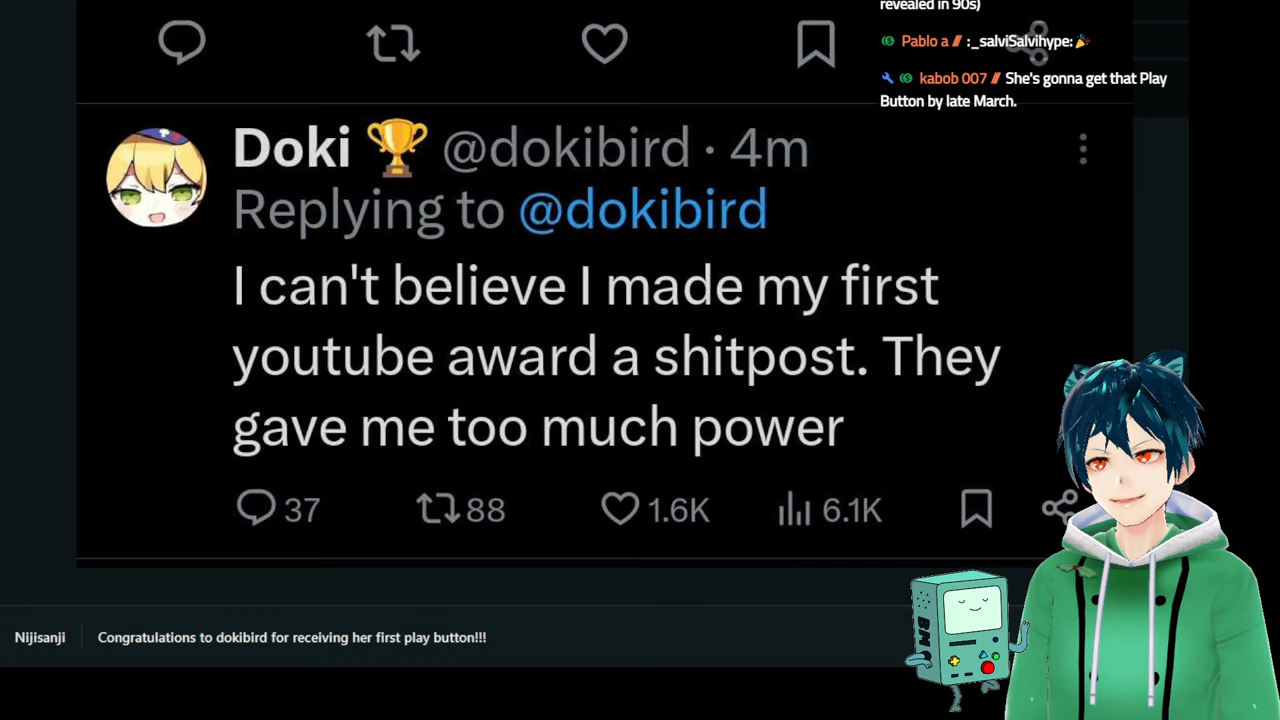 revealed in 90s)
Pablo a // :_salviSalvihype: 🎉
kabob 007 // She's gonna get that Play
Button by late March.
Doki 🏆 @dokibird · 4m
Replying to @dokibird
I can't believe I made my first
youtube award a shitpost. They
gave me too much power
37 88 1.6K 6.1K
Nijisanji Congratulations to dokibird for receiving her first play button!!!
BMO